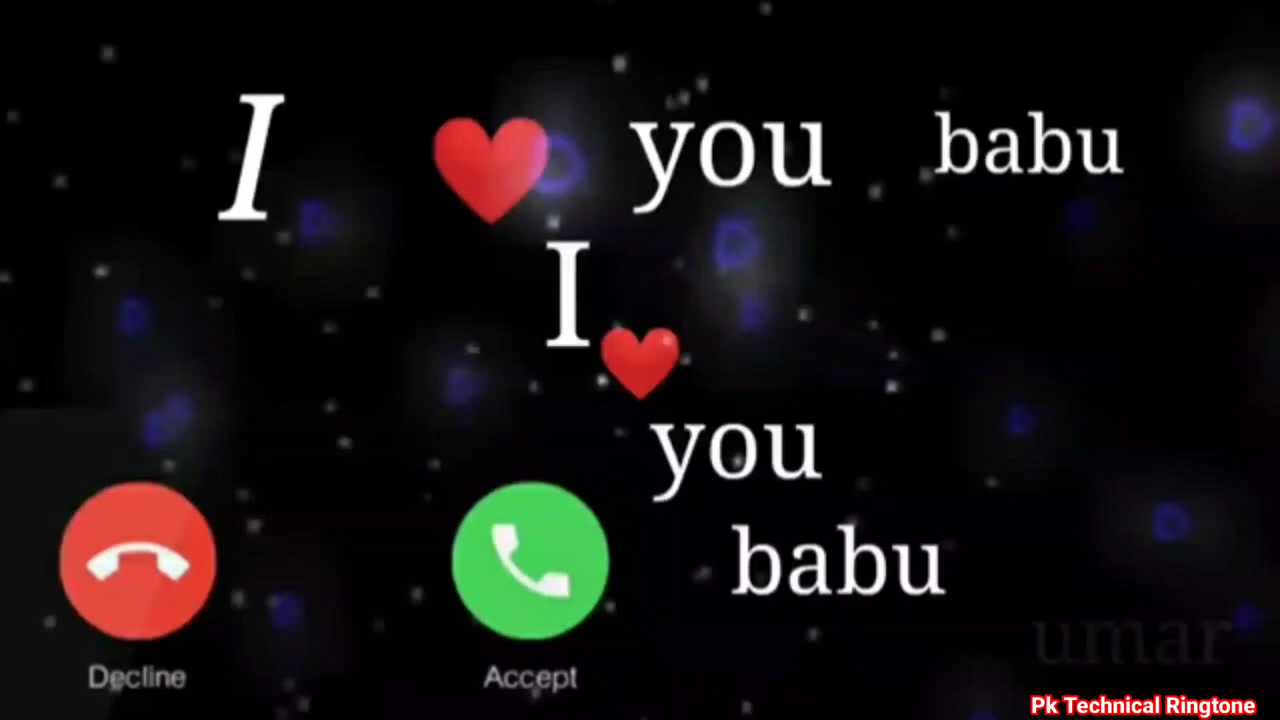 I ❤️ you babu
I ❤️
you
babu
umar
Decline Accept
Pk Technical Ringtone